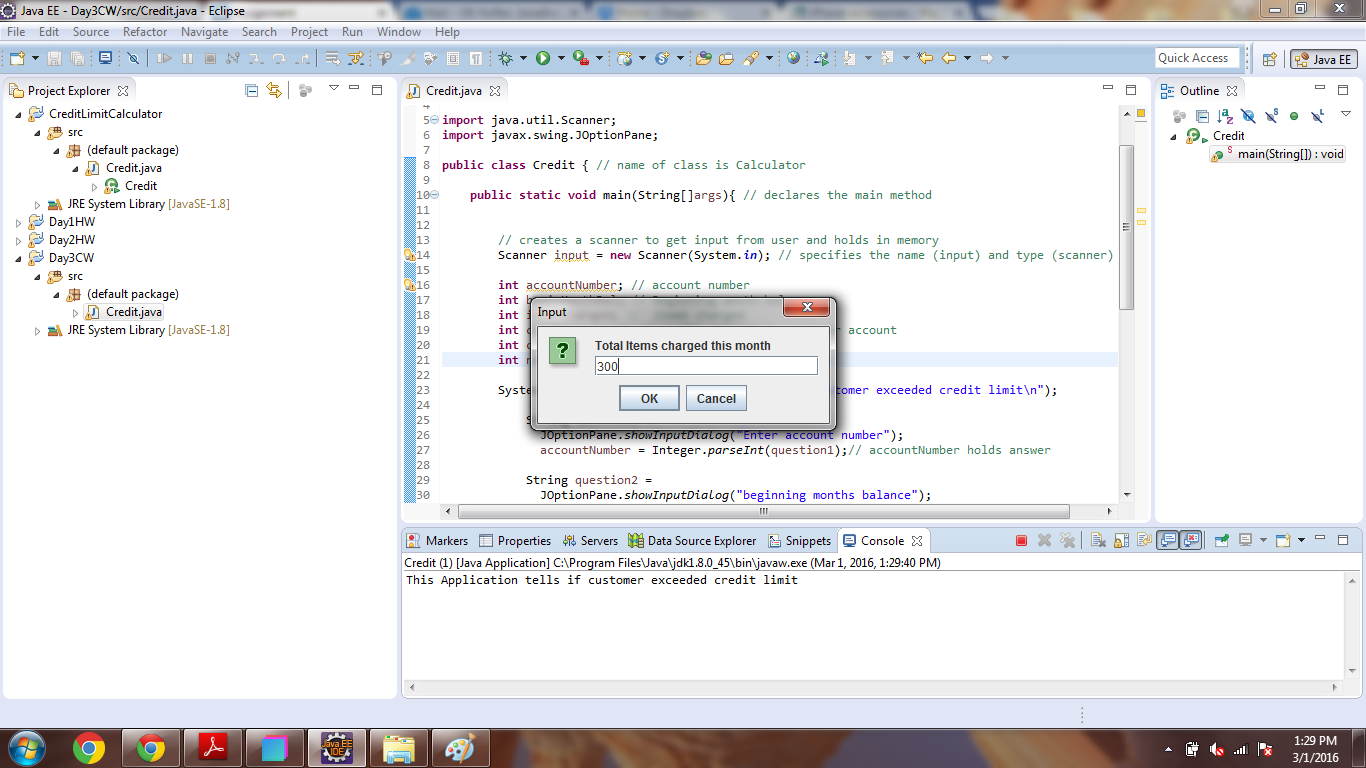 Java EE - Day3CW/src/Credit.java - Eclipse
File Edit Source Refactor Navigate Search Project Run Window Help
Quick Access
Java EE
Project Explorer
CreditLimitCalculator
src
(default package)
Credit.java
Credit
JRE System Library [JavaSE-1.8]
Day1HW
Day2HW
Day3CW
src
(default package)
Credit.java
JRE System Library [JavaSE-1.8]
Credit.java
4
5 import java.util.Scanner;
6 import javax.swing.JOptionPane;
7
8 public class Credit { // name of class is Calculator
9
10 public static void main(String[]args){ // declares the main method
11
12
13 // creates a scanner to get input from user and holds in memory
14 Scanner input = new Scanner(System.in); // specifies the name (input) and type (scanner)
15
16 int accountNumber; // account number
17 int
18 int
19 int account
20 int
21 int
22
23 exceeded credit limit\n");
24
25
26 JOptionPane.showInputDialog("Enter account number");
27 accountNumber = Integer.parseInt(question1);// accountNumber holds answer
28
29 String question2 =
30 JOptionPane.showInputDialog("beginning months balance");
Input
Total Items charged this month
300
OK Cancel
Outline
Credit
main(String[]) : void
Markers Properties Servers Data Source Explorer Snippets Console
Credit (1) [Java Application] C:\Program Files\Java\jdk1.8.0_45\bin\javaw.exe (Mar 1, 2016, 1:29:40 PM)
This Application tells if customer exceeded credit limit
Java EE
IDE
1:29 PM
3/1/2016